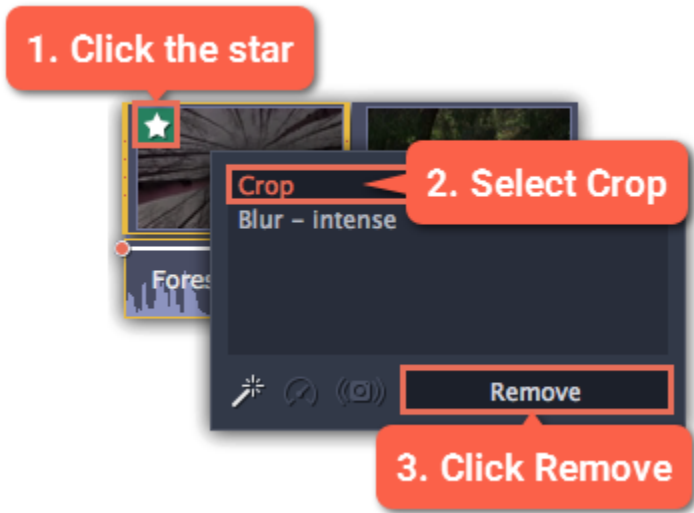 1. Click the star
Crop
2. Select Crop
Blur – intense
Fores
Remove
3. Click Remove